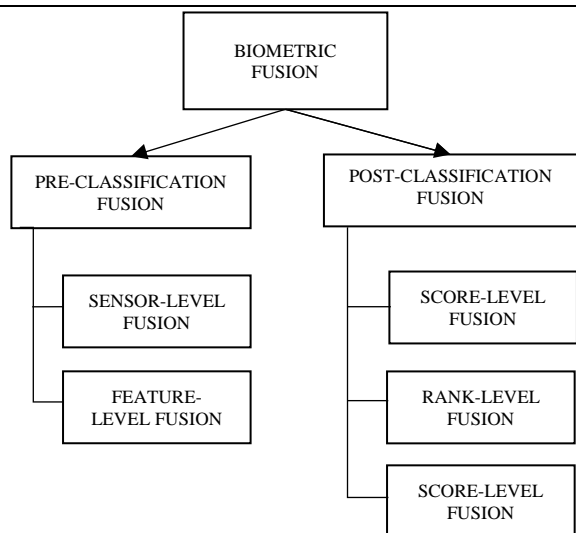 BIOMETRIC
FUSION
PRE-CLASSIFICATION
FUSION
POST-CLASSIFICATION
FUSION
SENSOR-LEVEL
FUSION
FEATURE-
LEVEL FUSION
SCORE-LEVEL
FUSION
RANK-LEVEL
FUSION
SCORE-LEVEL
FUSION